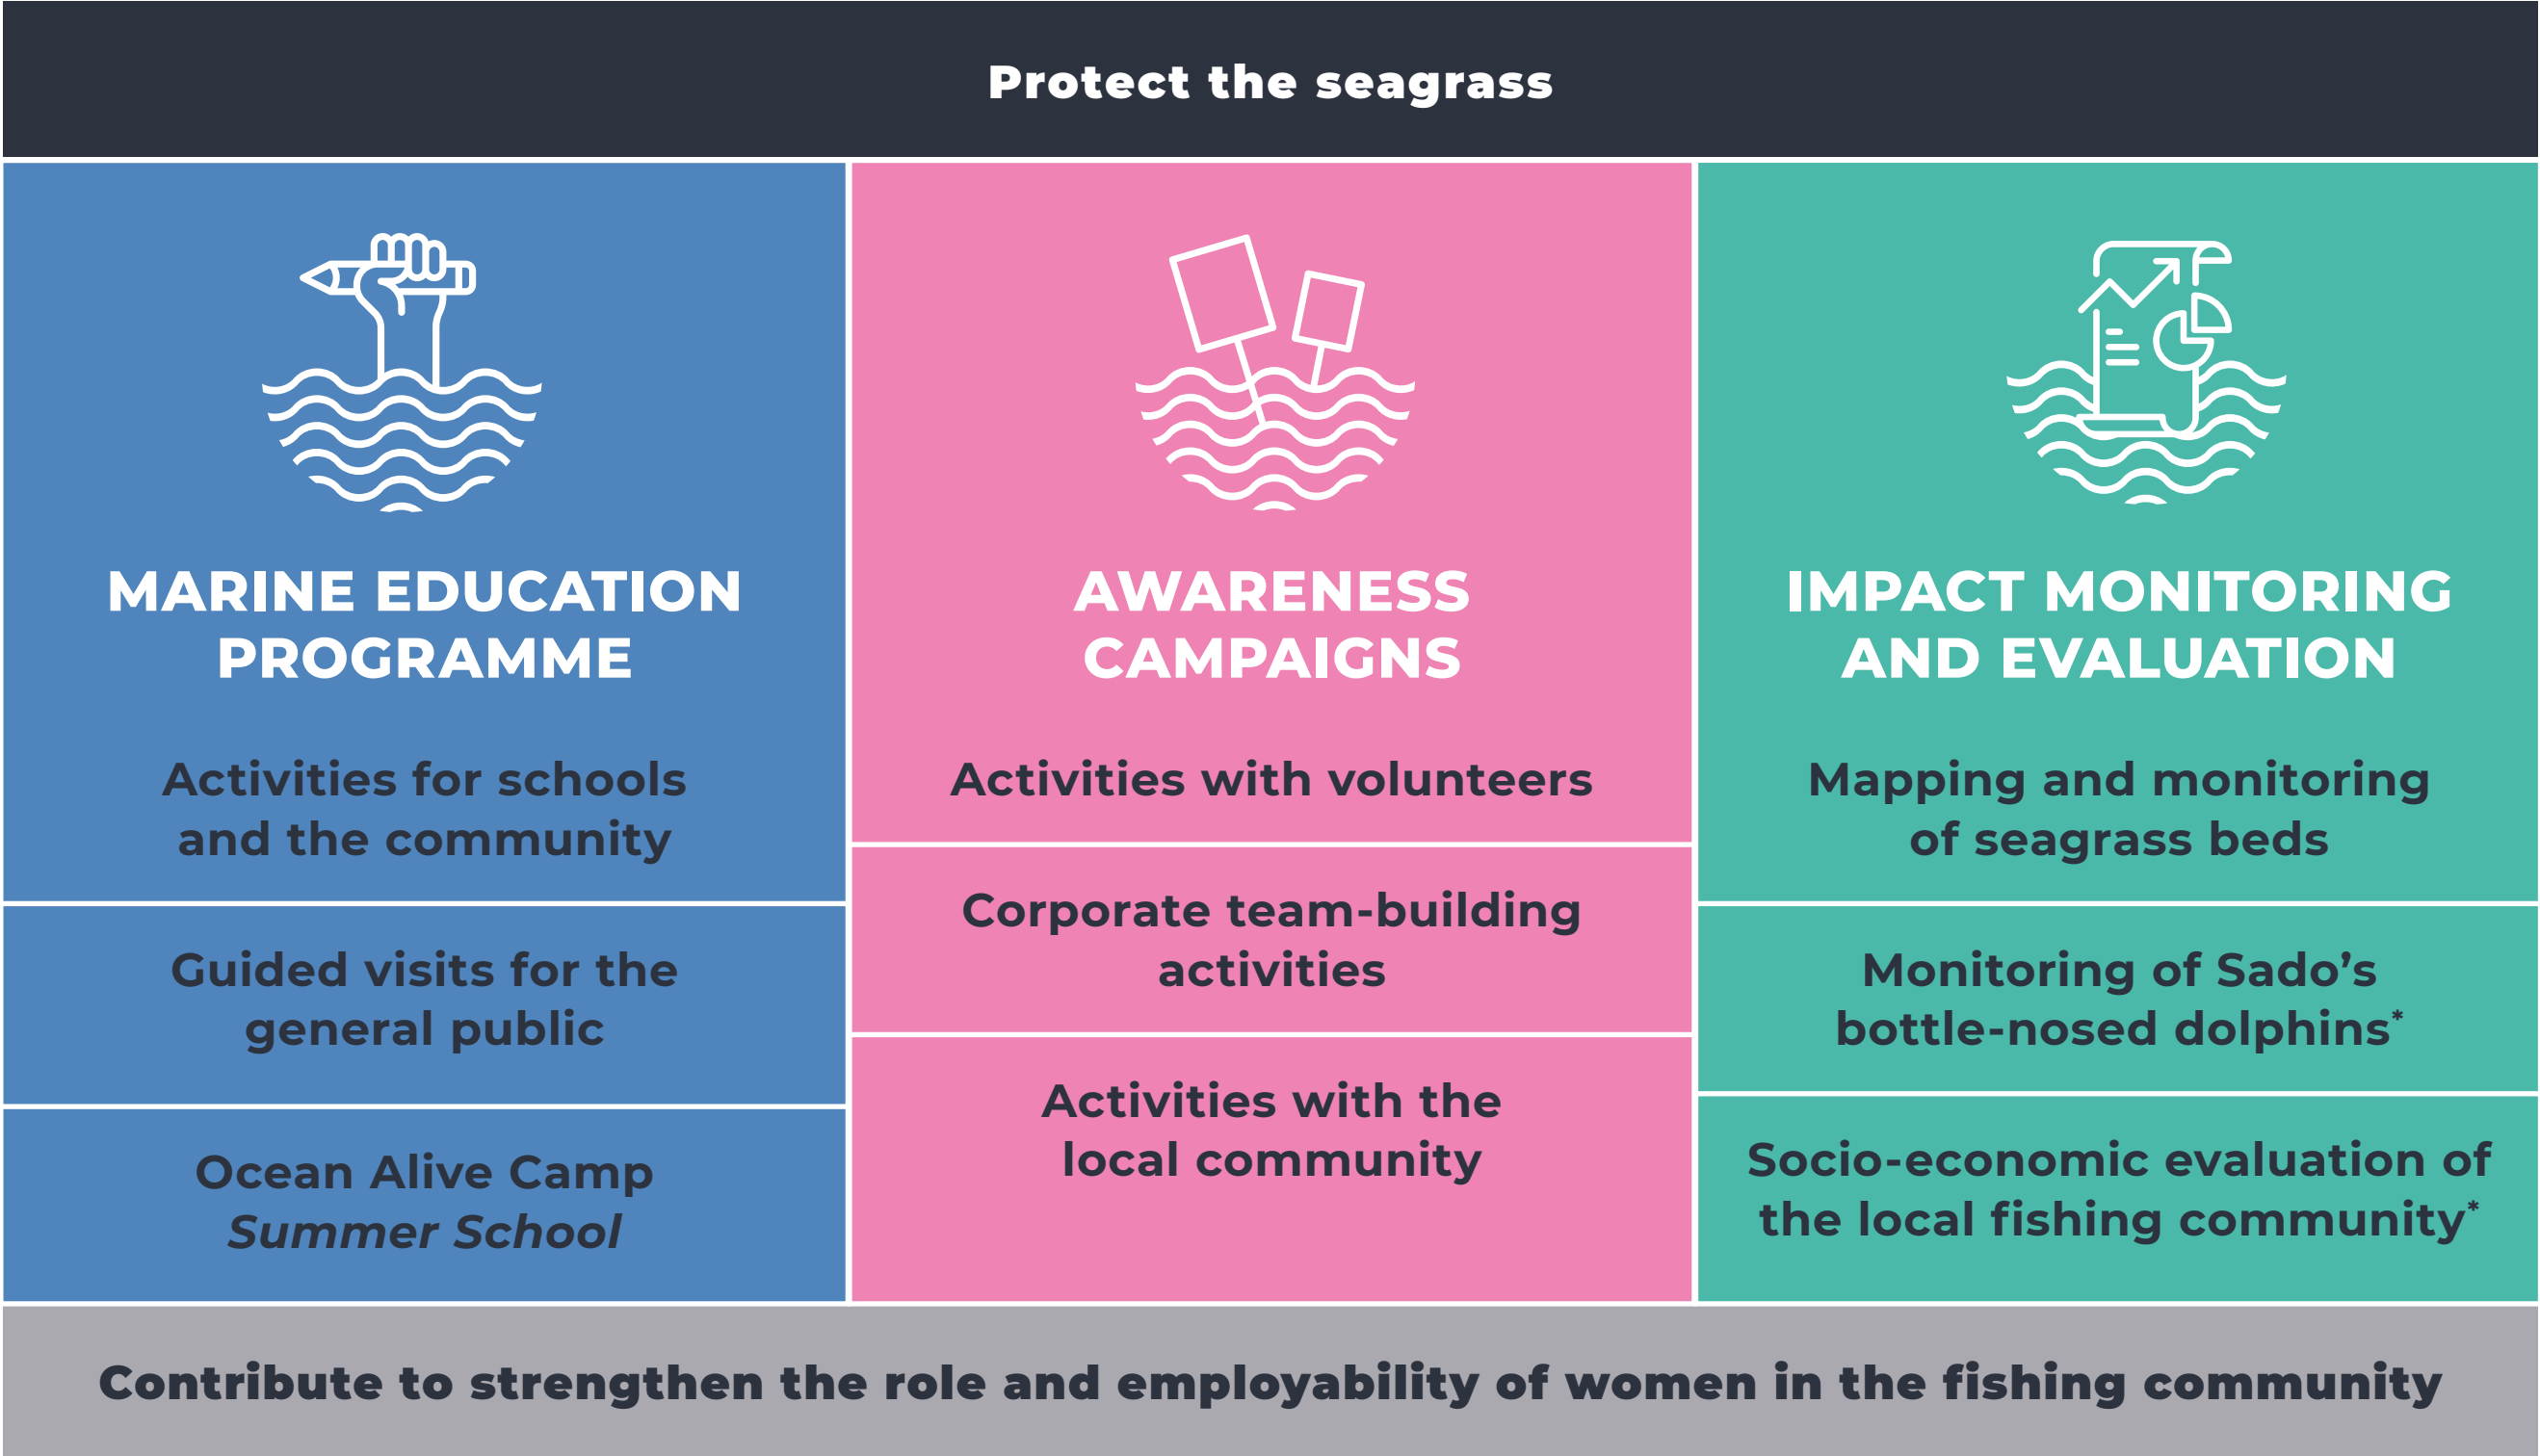 Protect the seagrass
MARINE EDUCATION
PROGRAMME
Activities for schools
and the community
Guided visits for the
general public
Ocean Alive Camp
Summer School
AWARENESS
CAMPAIGNS
Activities with volunteers
Corporate team-building
activities
Activities with the
local community
IMPACT MONITORING
AND EVALUATION
Mapping and monitoring
of seagrass beds
Monitoring of Sado’s
bottle-nosed dolphins*
Socio-economic evaluation of
the local fishing community*
Contribute to strengthen the role and employability of women in the fishing community